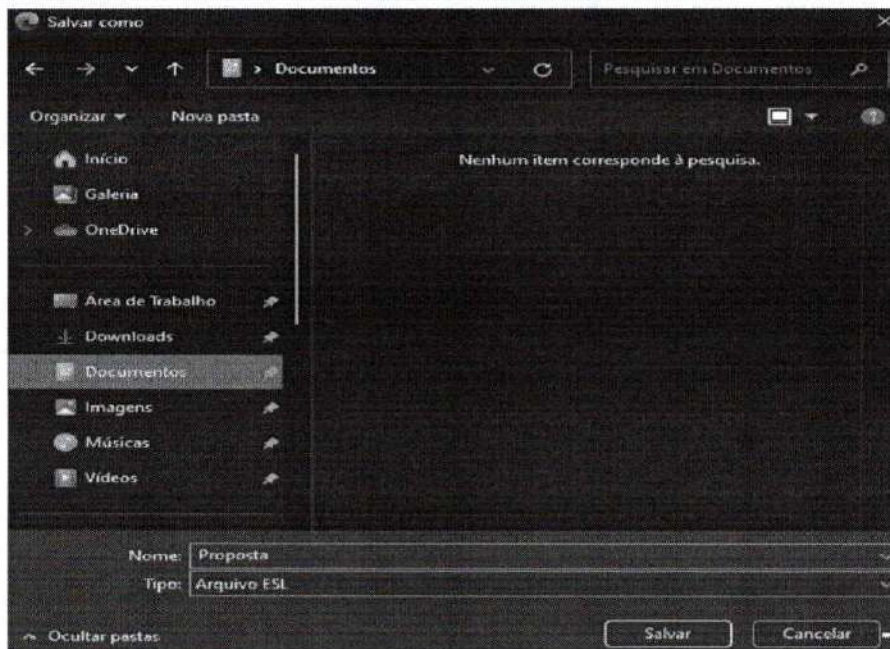 Salvar como
Documentos
Pesquisar em Documentos
Organizar
Nova pasta
Início
Galeria
OneDrive
Área de Trabalho
Downloads
Documentos
Imagens
Músicas
Vídeos
Nenhum item corresponde à pesquisa.
Nome: Proposta
Tipo: Arquivo ESL
Ocultar pastas
Salvar
Cancelar